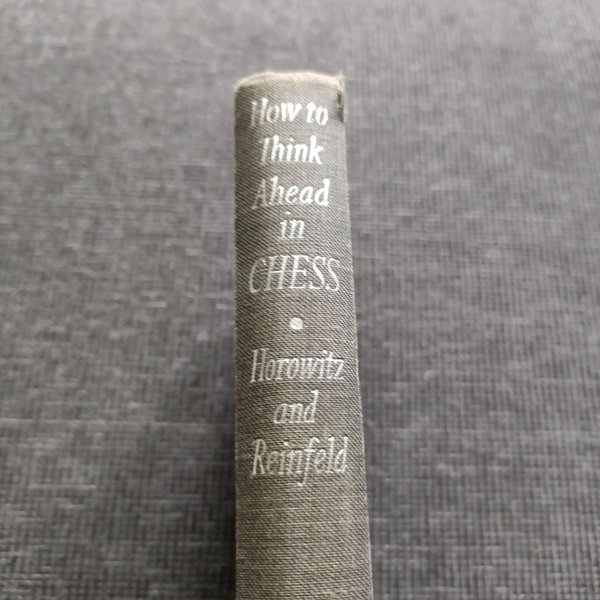 How to
Think
Ahead
in
CHESS
•
Horowitz
and
Reinfeld